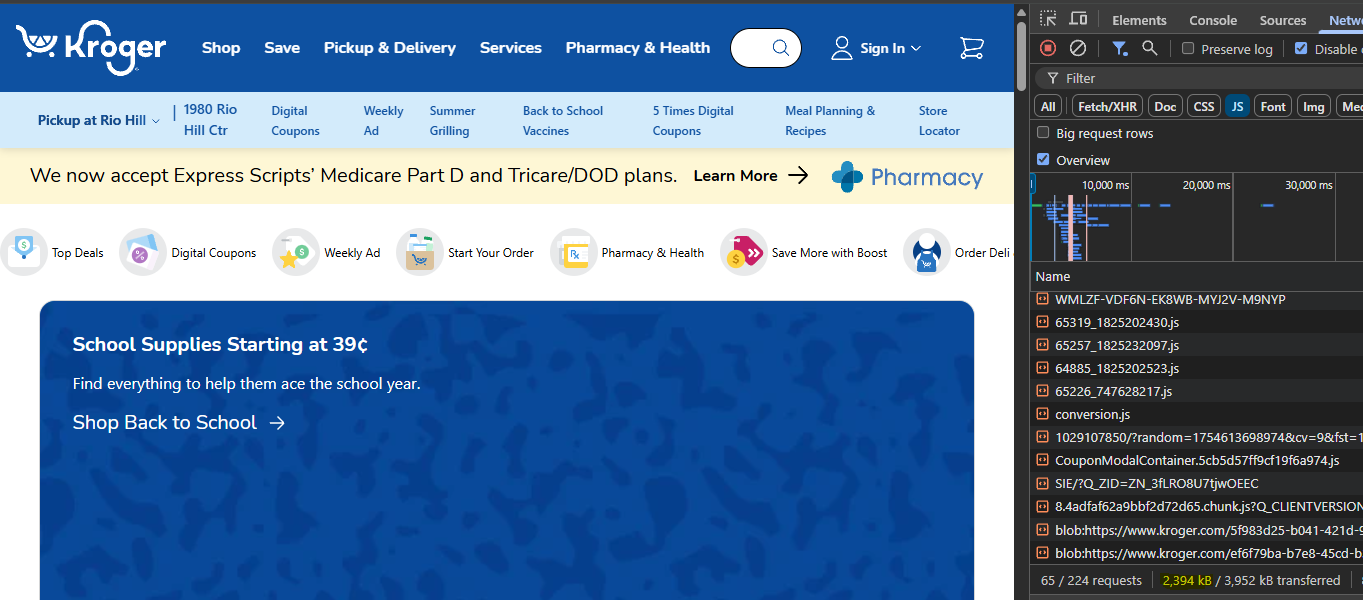 Kroger
Shop Save Pickup & Delivery Services Pharmacy & Health Sign In
Pickup at Rio Hill
1980 Rio
Hill Ctr
Digital
Coupons
Weekly
Ad
Summer
Grilling
Back to School
Vaccines
5 Times Digital
Coupons
Meal Planning &
Recipes
Store
Locator
We now accept Express Scripts’ Medicare Part D and Tricare/DOD plans. Learn More → Pharmacy
Top Deals Digital Coupons Weekly Ad Start Your Order Pharmacy & Health Save More with Boost Order Deli
School Supplies Starting at 39¢
Find everything to help them ace the school year.
Shop Back to School →
Elements Console Sources Netw
Preserve log Disable c
Filter
All Fetch/XHR Doc CSS JS Font Img Mec
Big request rows
Overview
10,000 ms 20,000 ms 30,000 ms
Name
WMLZF-VDF6N-EK8WB-MYJ2V-M9NYP
65319_1825202430.js
65257_1825232097.js
64885_1825202523.js
65226_747628217.js
conversion.js
1029107850/?random=1754613698974&cv=9&fst=1
CouponModalContainer.5cb5d57ff9cf19f6a974.js
SIE/?Q_ZID=ZN_3fLRO8U7tjwOEEC
8.4adfaf62a9bbf2d72d65.chunk.js?Q_CLIENTVERSION
blob:https://www.kroger.com/5f983d25-b041-421d-9
blob:https://www.kroger.com/ef6f79ba-b7e8-45cd-b
65 / 224 requests 2,394 kB / 3,952 kB transferred